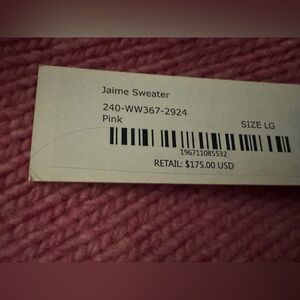 Jaime Sweater
240-WW367-2924
Pink
SIZE LG
196711085532
RETAIL: $175.00 USD